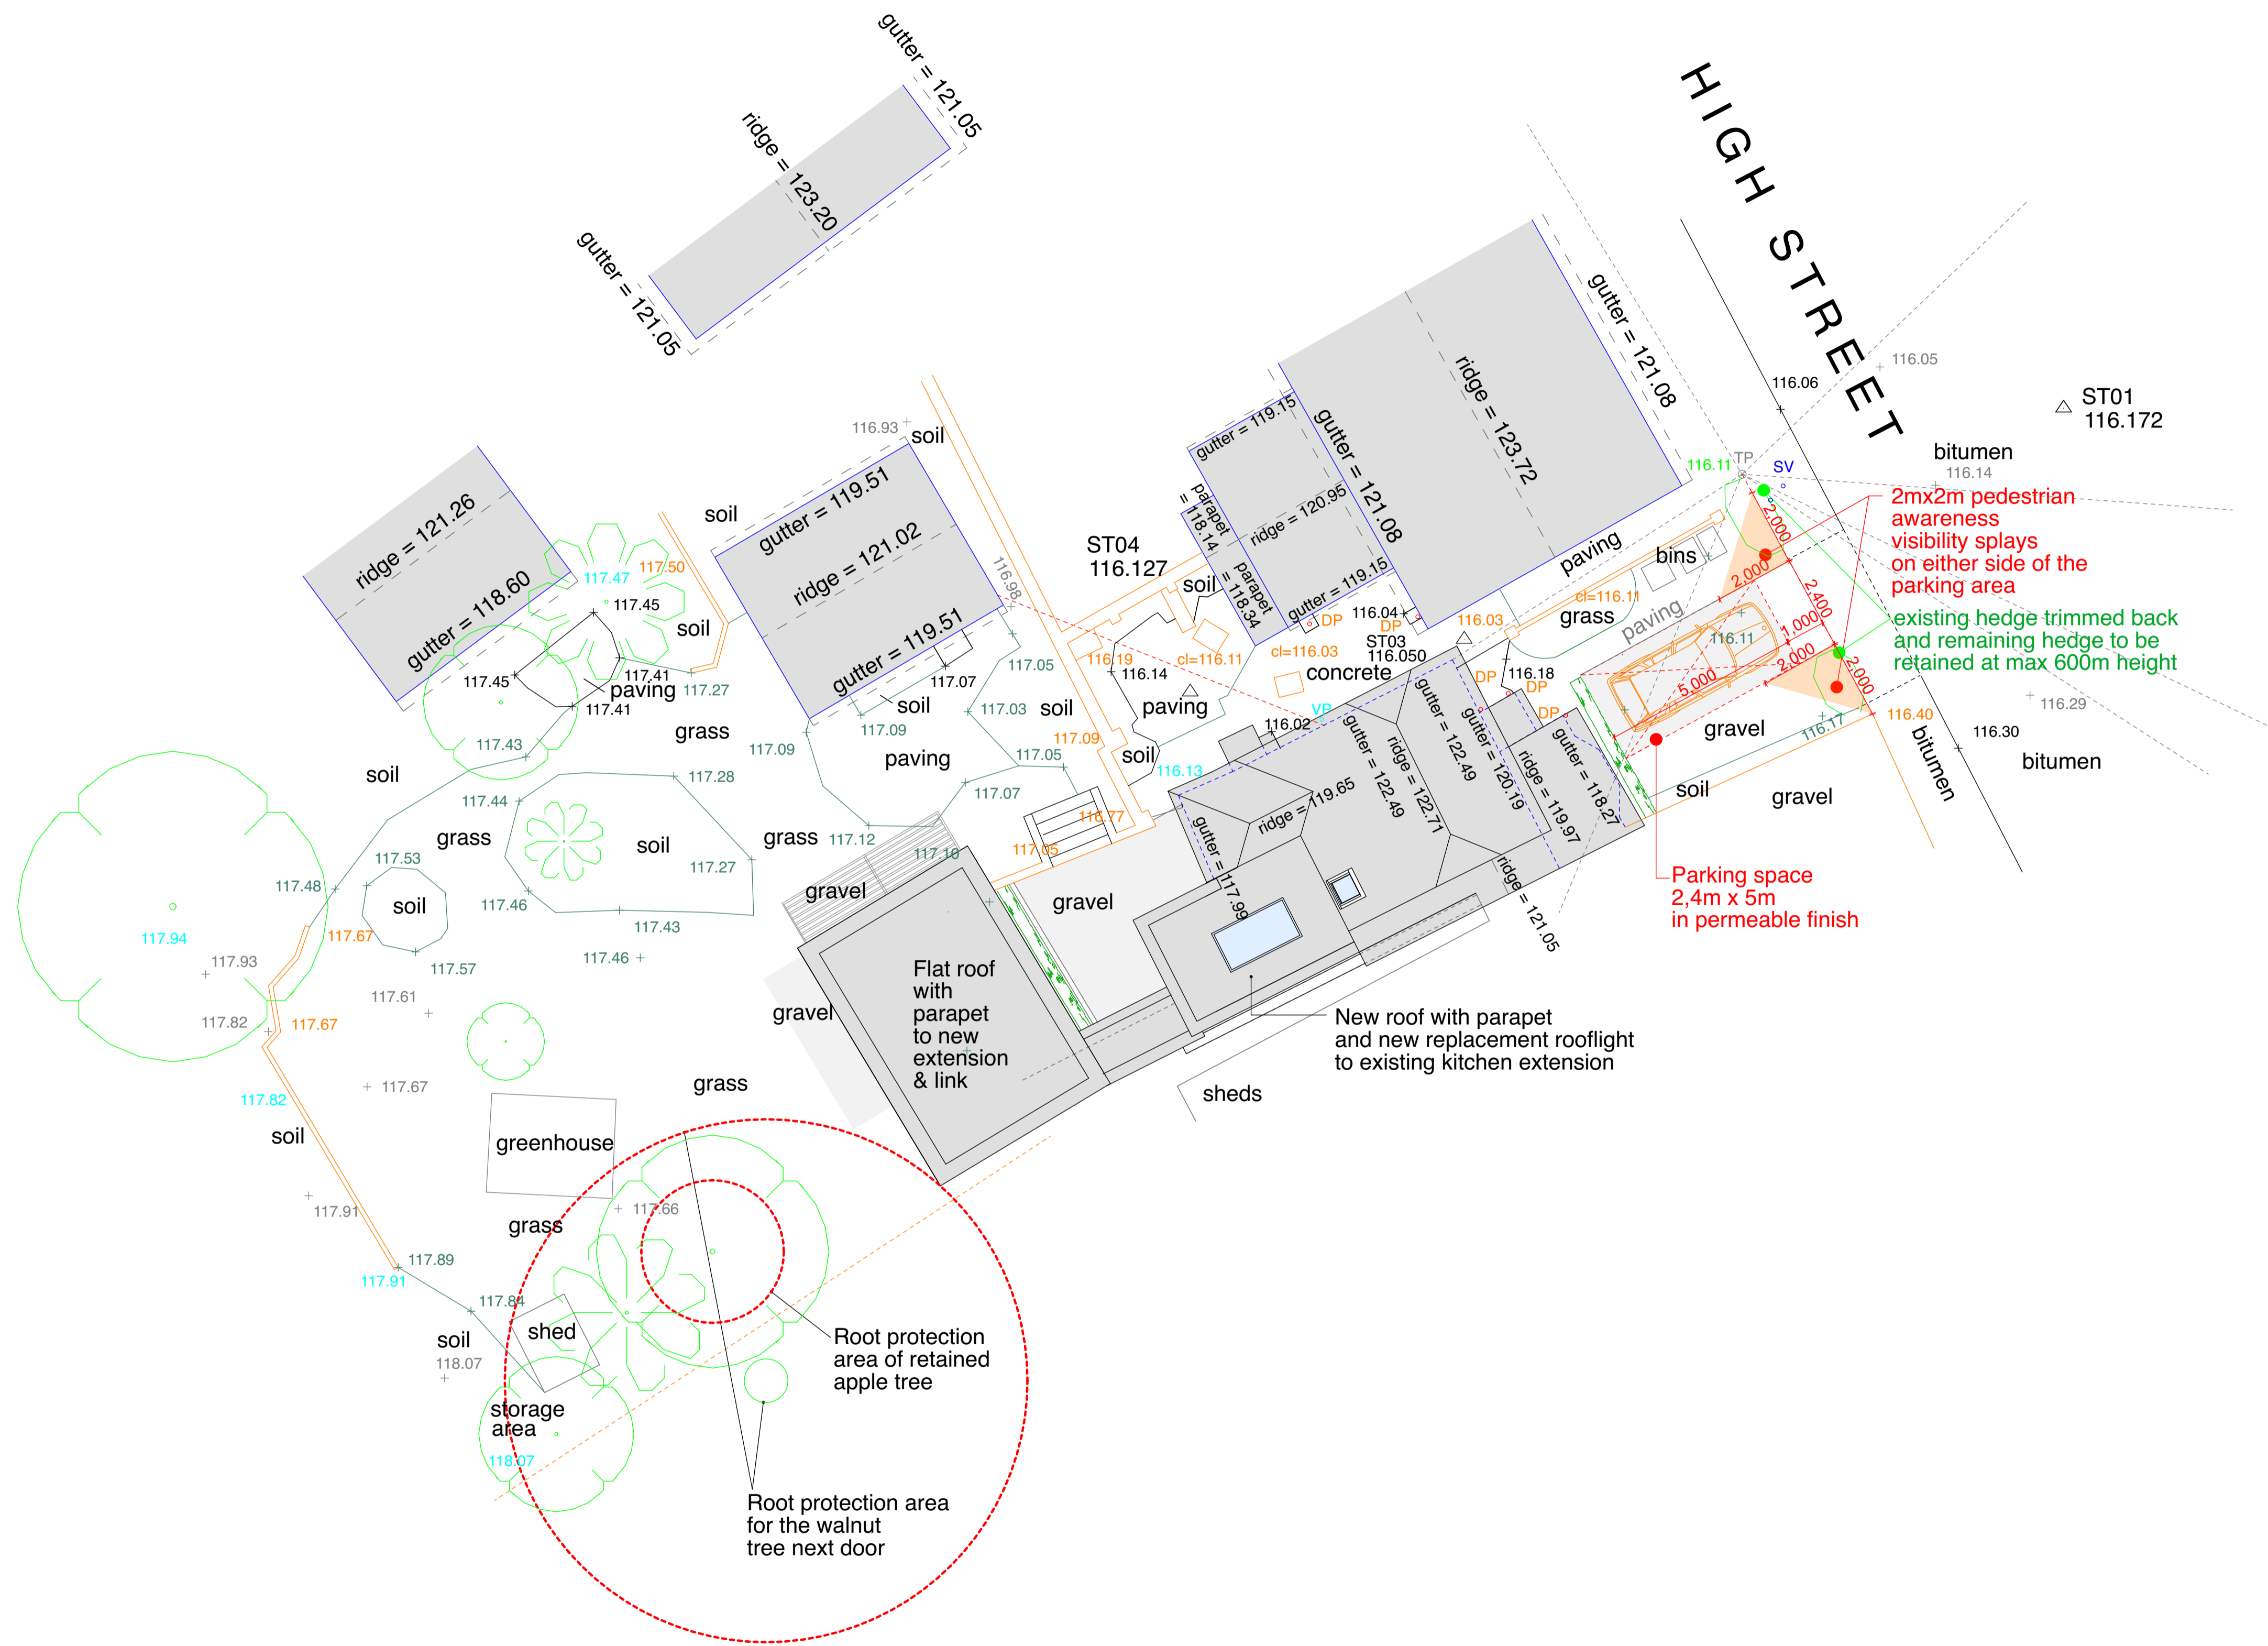 gutter = 121.05
ridge = 123.20
gutter = 121.05
HIGH STREET
gutter = 121.08
ridge = 123.72
gutter = 121.08
gutter = 119.15
ridge = 120.95
gutter = 119.15
parapet
= 118.14
parapet
= 118.34
116.05
116.06
ST01
116.172
bitumen
116.14
TP
SV
116.11
2mx2m pedestrian
awareness
visibility splays
on either side of the
parking area
existing hedge trimmed back
and remaining hedge to be
retained at max 600m height
2,000
2,000
2,400
1,000
2,000
2,000
5,000
paving
bins
cl=116.11
grass
paving
116.11
gravel
116.17
116.40
bitumen
116.30
116.29
bitumen
soil
gravel
Parking space
2,4m x 5m
in permeable finish
116.93
soil
gutter = 119.51
ridge = 121.02
gutter = 119.51
116.98
soil
ridge = 121.26
gutter = 118.60
117.47
117.50
117.45
soil
117.45
117.41
paving
117.41
117.27
grass
117.43
soil
117.44
117.28
grass
soil
117.27
117.46
117.43
117.46
117.53
117.48
soil
117.57
117.67
117.94
117.93
117.61
117.82
117.67
117.67
117.82
soil
117.91
117.89
117.91
117.84
soil
118.07
shed
storage
area
118.07
greenhouse
grass
117.66
grass
117.07
soil
117.09
117.09
117.05
117.03
paving
117.05
117.07
117.12
117.10
grass
gravel
gravel
soil
117.09
ST04
116.127
soil
116.19
116.14
cl=116.11
paving
soil
116.13
116.77
117.05
gravel
DP
116.04
DP
ST03
116.050
116.03
cl=116.03
concrete
VP
116.02
116.18
DP
DP
DP
gutter = 122.49
ridge = 122.71
gutter = 122.49
gutter = 120.19
ridge = 119.97
gutter = 118.27
ridge = 119.65
gutter = 117.99
ridge = 121.05
Flat roof
with
parapet
to new
extension
& link
New roof with parapet
and new replacement rooflight
to existing kitchen extension
sheds
Root protection
area of retained
apple tree
Root protection area
for the walnut
tree next door